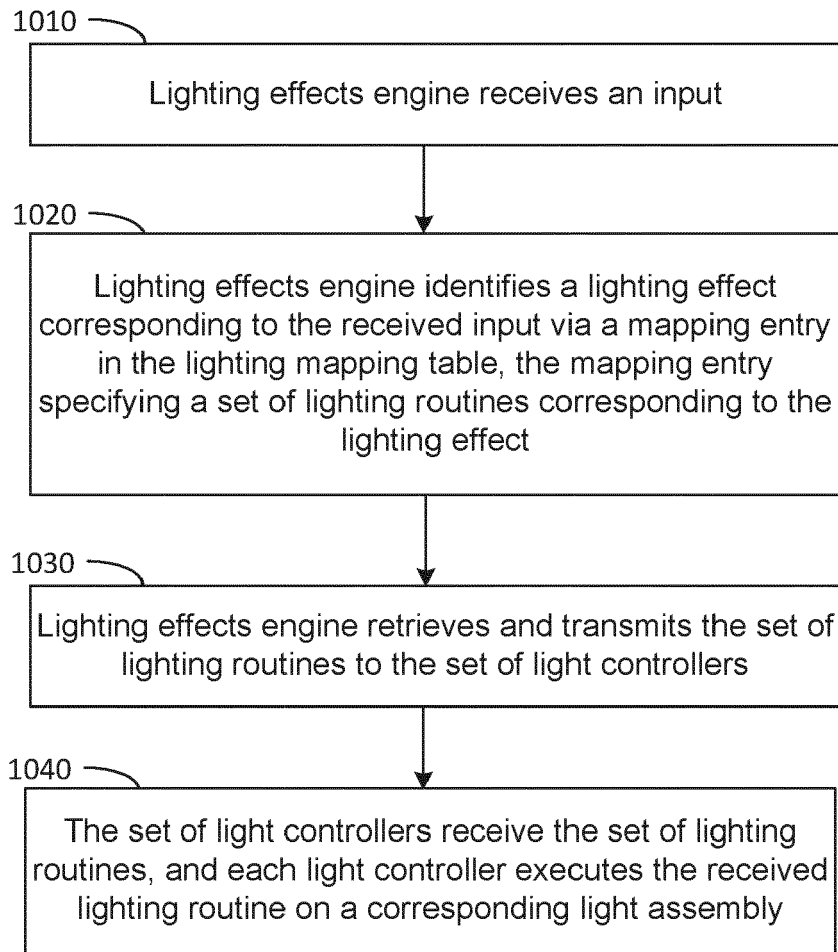 1010
Lighting effects engine receives an input
1020
Lighting effects engine identifies a lighting effect
corresponding to the received input via a mapping entry
in the lighting mapping table, the mapping entry
specifying a set of lighting routines corresponding to the
lighting effect
1030
Lighting effects engine retrieves and transmits the set of
lighting routines to the set of light controllers
1040
The set of light controllers receive the set of lighting
routines, and each light controller executes the received
lighting routine on a corresponding light assembly